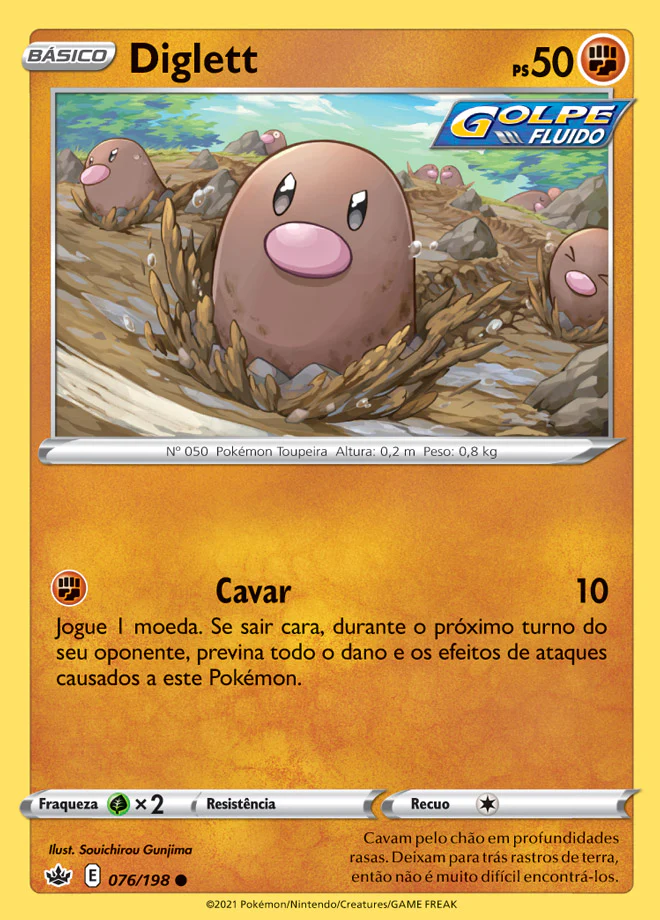 BÁSICO Diglett PS 50
GOLPE
FLUIDO
Nº 050 Pokémon Toupeira Altura: 0,2 m Peso: 0,8 kg
Cavar 10
Jogue 1 moeda. Se sair cara, durante o próximo turno do
seu oponente, previna todo o dano e os efeitos de ataques
causados a este Pokémon.
Fraqueza ×2 Resistência Recuo
Ilust. Souichirou Gunjima
E 076/198
Cavam pelo chão em profundidades
rasas. Deixam para trás rastros de terra,
então não é muito difícil encontrá-los.
©2021 Pokémon/Nintendo/Creatures/GAME FREAK